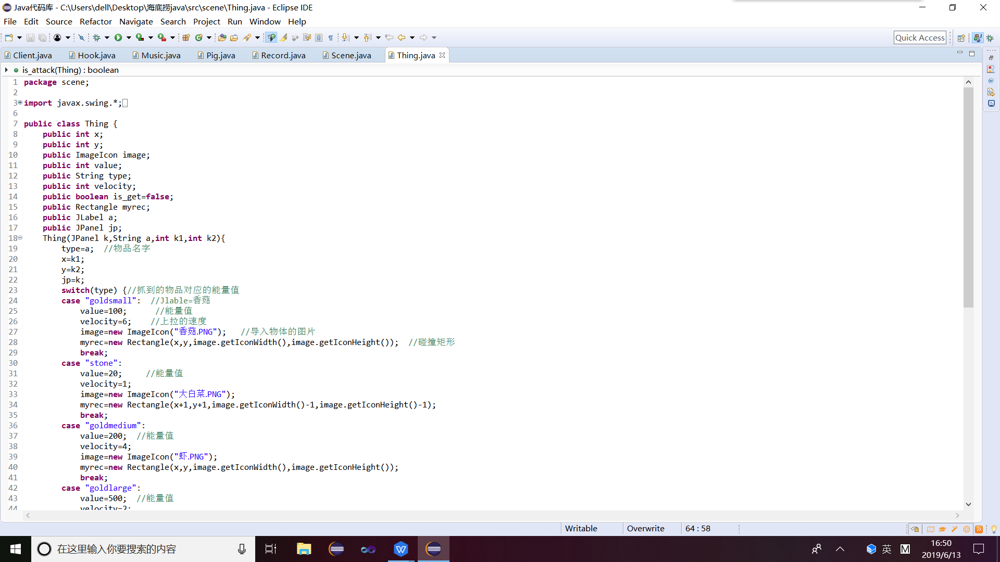 Java代码库 - C:\Users\dell\Desktop\海底捞java\src\scene\Thing.java - Eclipse IDE
File Edit Source Refactor Navigate Search Project Run Window Help
Quick Access
Client.java Hook.java Music.java Pig.java Record.java Scene.java Thing.java
is_attack(Thing) : boolean
1 package scene;
2
3 import javax.swing.*;
6
7 public class Thing {
8 public int x;
9 public int y;
10 public ImageIcon image;
11 public int value;
12 public String type;
13 public int velocity;
14 public boolean is_get=false;
15 public Rectangle myrec;
16 public JLabel a;
17 public JPanel jp;
18 Thing(JPanel k,String a,int k1,int k2){
19 type=a; //物品名字
20 x=k1;
21 y=k2;
22 jp=k;
23 switch(type) {//抓到的物品对应的能量值
24 case "goldsmall": //Jlable=香菇
25 value=100; //能量值
26 velocity=6; //上拉的速度
27 image=new ImageIcon("香菇.PNG"); //导入物体的图片
28 myrec=new Rectangle(x,y,image.getIconWidth(),image.getIconHeight()); //碰撞矩形
29 break;
30 case "stone":
31 value=20; //能量值
32 velocity=1;
33 image=new ImageIcon("大白菜.PNG");
34 myrec=new Rectangle(x+1,y+1,image.getIconWidth()-1,image.getIconHeight()-1);
35 break;
36 case "goldmedium":
37 value=200; //能量值
38 velocity=4;
39 image=new ImageIcon("虾.PNG");
40 myrec=new Rectangle(x,y,image.getIconWidth(),image.getIconHeight());
41 break;
42 case "goldlarge":
43 value=500; //能量值
44 velocity=2;
Writable Overwrite 64 : 58
在这里输入你要搜索的内容
英 M
16:50
2019/6/13